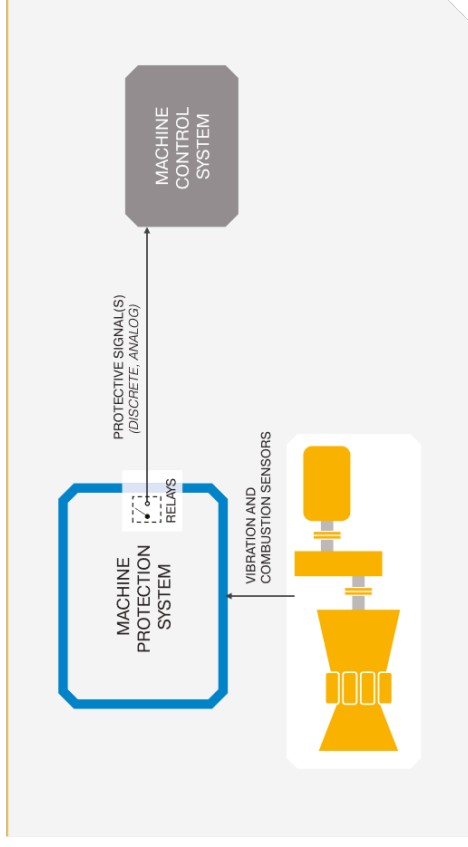 MACHINE
PROTECTION
SYSTEM
RELAYS
PROTECTIVE SIGNAL(S)
(DISCRETE, ANALOG)
MACHINE
CONTROL
SYSTEM
VIBRATION AND
COMBUSTION SENSORS